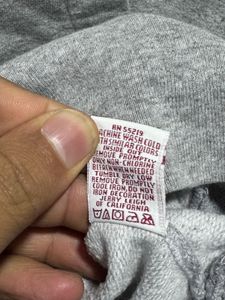 RN 55219
MACHINE WASH COLD
WITH SIMILAR COLORS
INSIDE OUT
REMOVE PROMPTLY
ONLY NON-CHLORINE
BLEACH WHEN NEEDED
TUMBLE DRY LOW
REMOVE PROMPTLY
COOL IRON, DO NOT
IRON DECORATION
JERRY LEIGH
OF CALIFORNIA